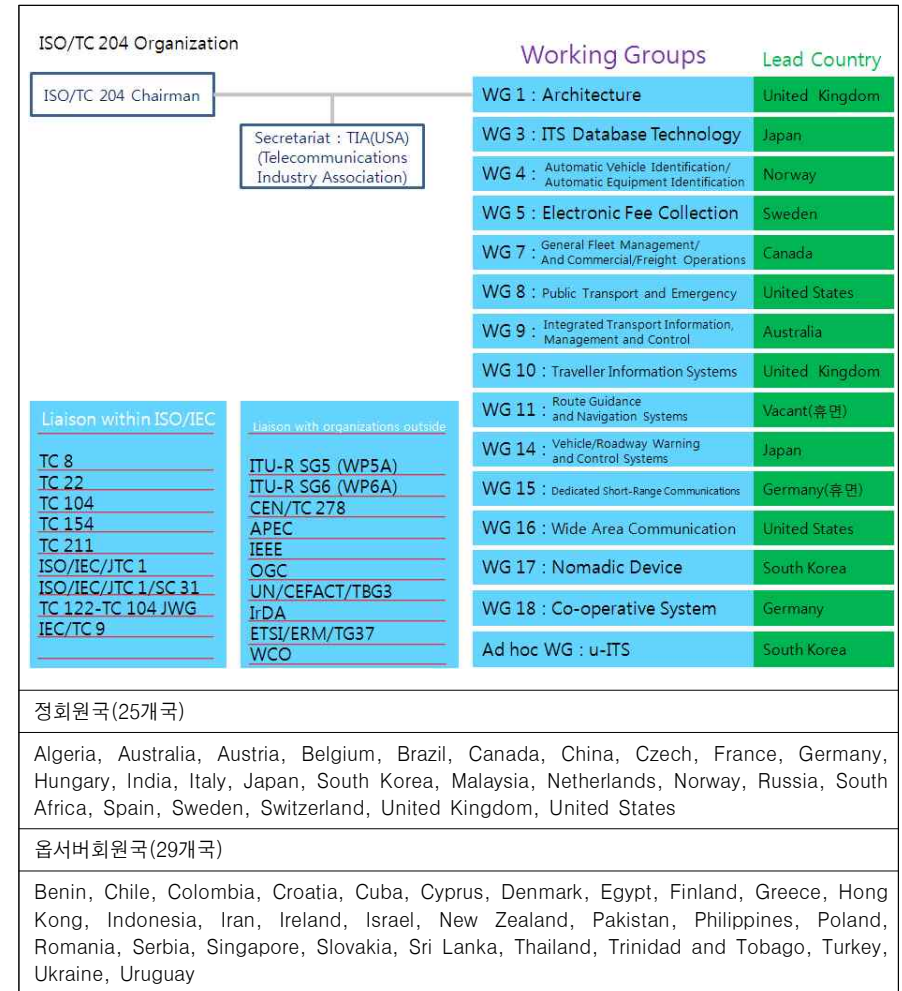 ISO/TC 204 Organization
Working Groups
Lead Country
ISO/TC 204 Chairman
Secretariat : TIA(USA)
(Telecommunications
Industry Association)
WG 1 : Architecture
United Kingdom
WG 3 : ITS Database Technology
Japan
WG 4 : Automatic Vehicle Identification/
Automatic Equipment Identification
Norway
WG 5 : Electronic Fee Collection
Sweden
WG 7 : General Fleet Management/
And Commercial/Freight Operations
Canada
WG 8 : Public Transport and Emergency
United States
WG 9 : Integrated Transport Information,
Management and Control
Australia
WG 10 : Traveller Information Systems
United Kingdom
WG 11 : Route Guidance
and Navigation Systems
Vacant(휴면)
WG 14 : Vehicle/Roadway Warning
and Control Systems
Japan
WG 15 : Dedicated Short-Range Communications
Germany(휴면)
WG 16 : Wide Area Communication
United States
WG 17 : Nomadic Device
South Korea
WG 18 : Co-operative System
Germany
Ad hoc WG : u-ITS
South Korea
Liaison within ISO/IEC
TC 8
TC 22
TC 104
TC 154
TC 211
ISO/IEC/JTC 1
ISO/IEC/JTC 1/SC 31
TC 122-TC 104 JWG
IEC/TC 9
Liaison with organizations outside
ITU-R SG5 (WP5A)
ITU-R SG6 (WP6A)
CEN/TC 278
APEC
IEEE
OGC
UN/CEFACT/TBG3
IrDA
ETSI/ERM/TG37
WCO
정회원국(25개국)
Algeria, Australia, Austria, Belgium, Brazil, Canada, China, Czech, France, Germany,
Hungary, India, Italy, Japan, South Korea, Malaysia, Netherlands, Norway, Russia, South
Africa, Spain, Sweden, Switzerland, United Kingdom, United States
옵서버회원국(29개국)
Benin, Chile, Colombia, Croatia, Cuba, Cyprus, Denmark, Egypt, Finland, Greece, Hong
Kong, Indonesia, Iran, Ireland, Israel, New Zealand, Pakistan, Philippines, Poland,
Romania, Serbia, Singapore, Slovakia, Sri Lanka, Thailand, Trinidad and Tobago, Turkey,
Ukraine, Uruguay